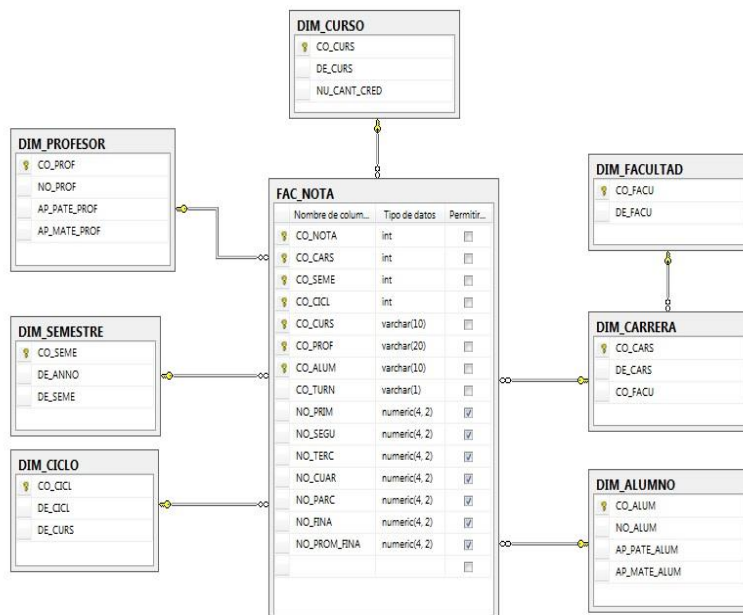 DIM_CURSO
CO_CURS
DE_CURS
NU_CANT_CRED
DIM_PROFESOR
CO_PROF
NO_PROF
AP_PATE_PROF
AP_MATE_PROF
DIM_SEMESTRE
CO_SEME
DE_ANNO
DE_SEME
DIM_CICLO
CO_CICL
DE_CICL
DE_CURS
FAC_NOTA
Nombre de colum... Tipo de datos Permitir...
CO_NOTA int
CO_CARS int
CO_SEME int
CO_CICL int
CO_CURS varchar(10)
CO_PROF varchar(20)
CO_ALUM varchar(10)
CO_TURN varchar(1)
NO_PRIM numeric(4, 2)
NO_SEGU numeric(4, 2)
NO_TERC numeric(4, 2)
NO_CUAR numeric(4, 2)
NO_PARC numeric(4, 2)
NO_FINA numeric(4, 2)
NO_PROM_FINA numeric(4, 2)
DIM_FACULTAD
CO_FACU
DE_FACU
DIM_CARRERA
CO_CARS
DE_CARS
CO_FACU
DIM_ALUMNO
CO_ALUM
NO_ALUM
AP_PATE_ALUM
AP_MATE_ALUM